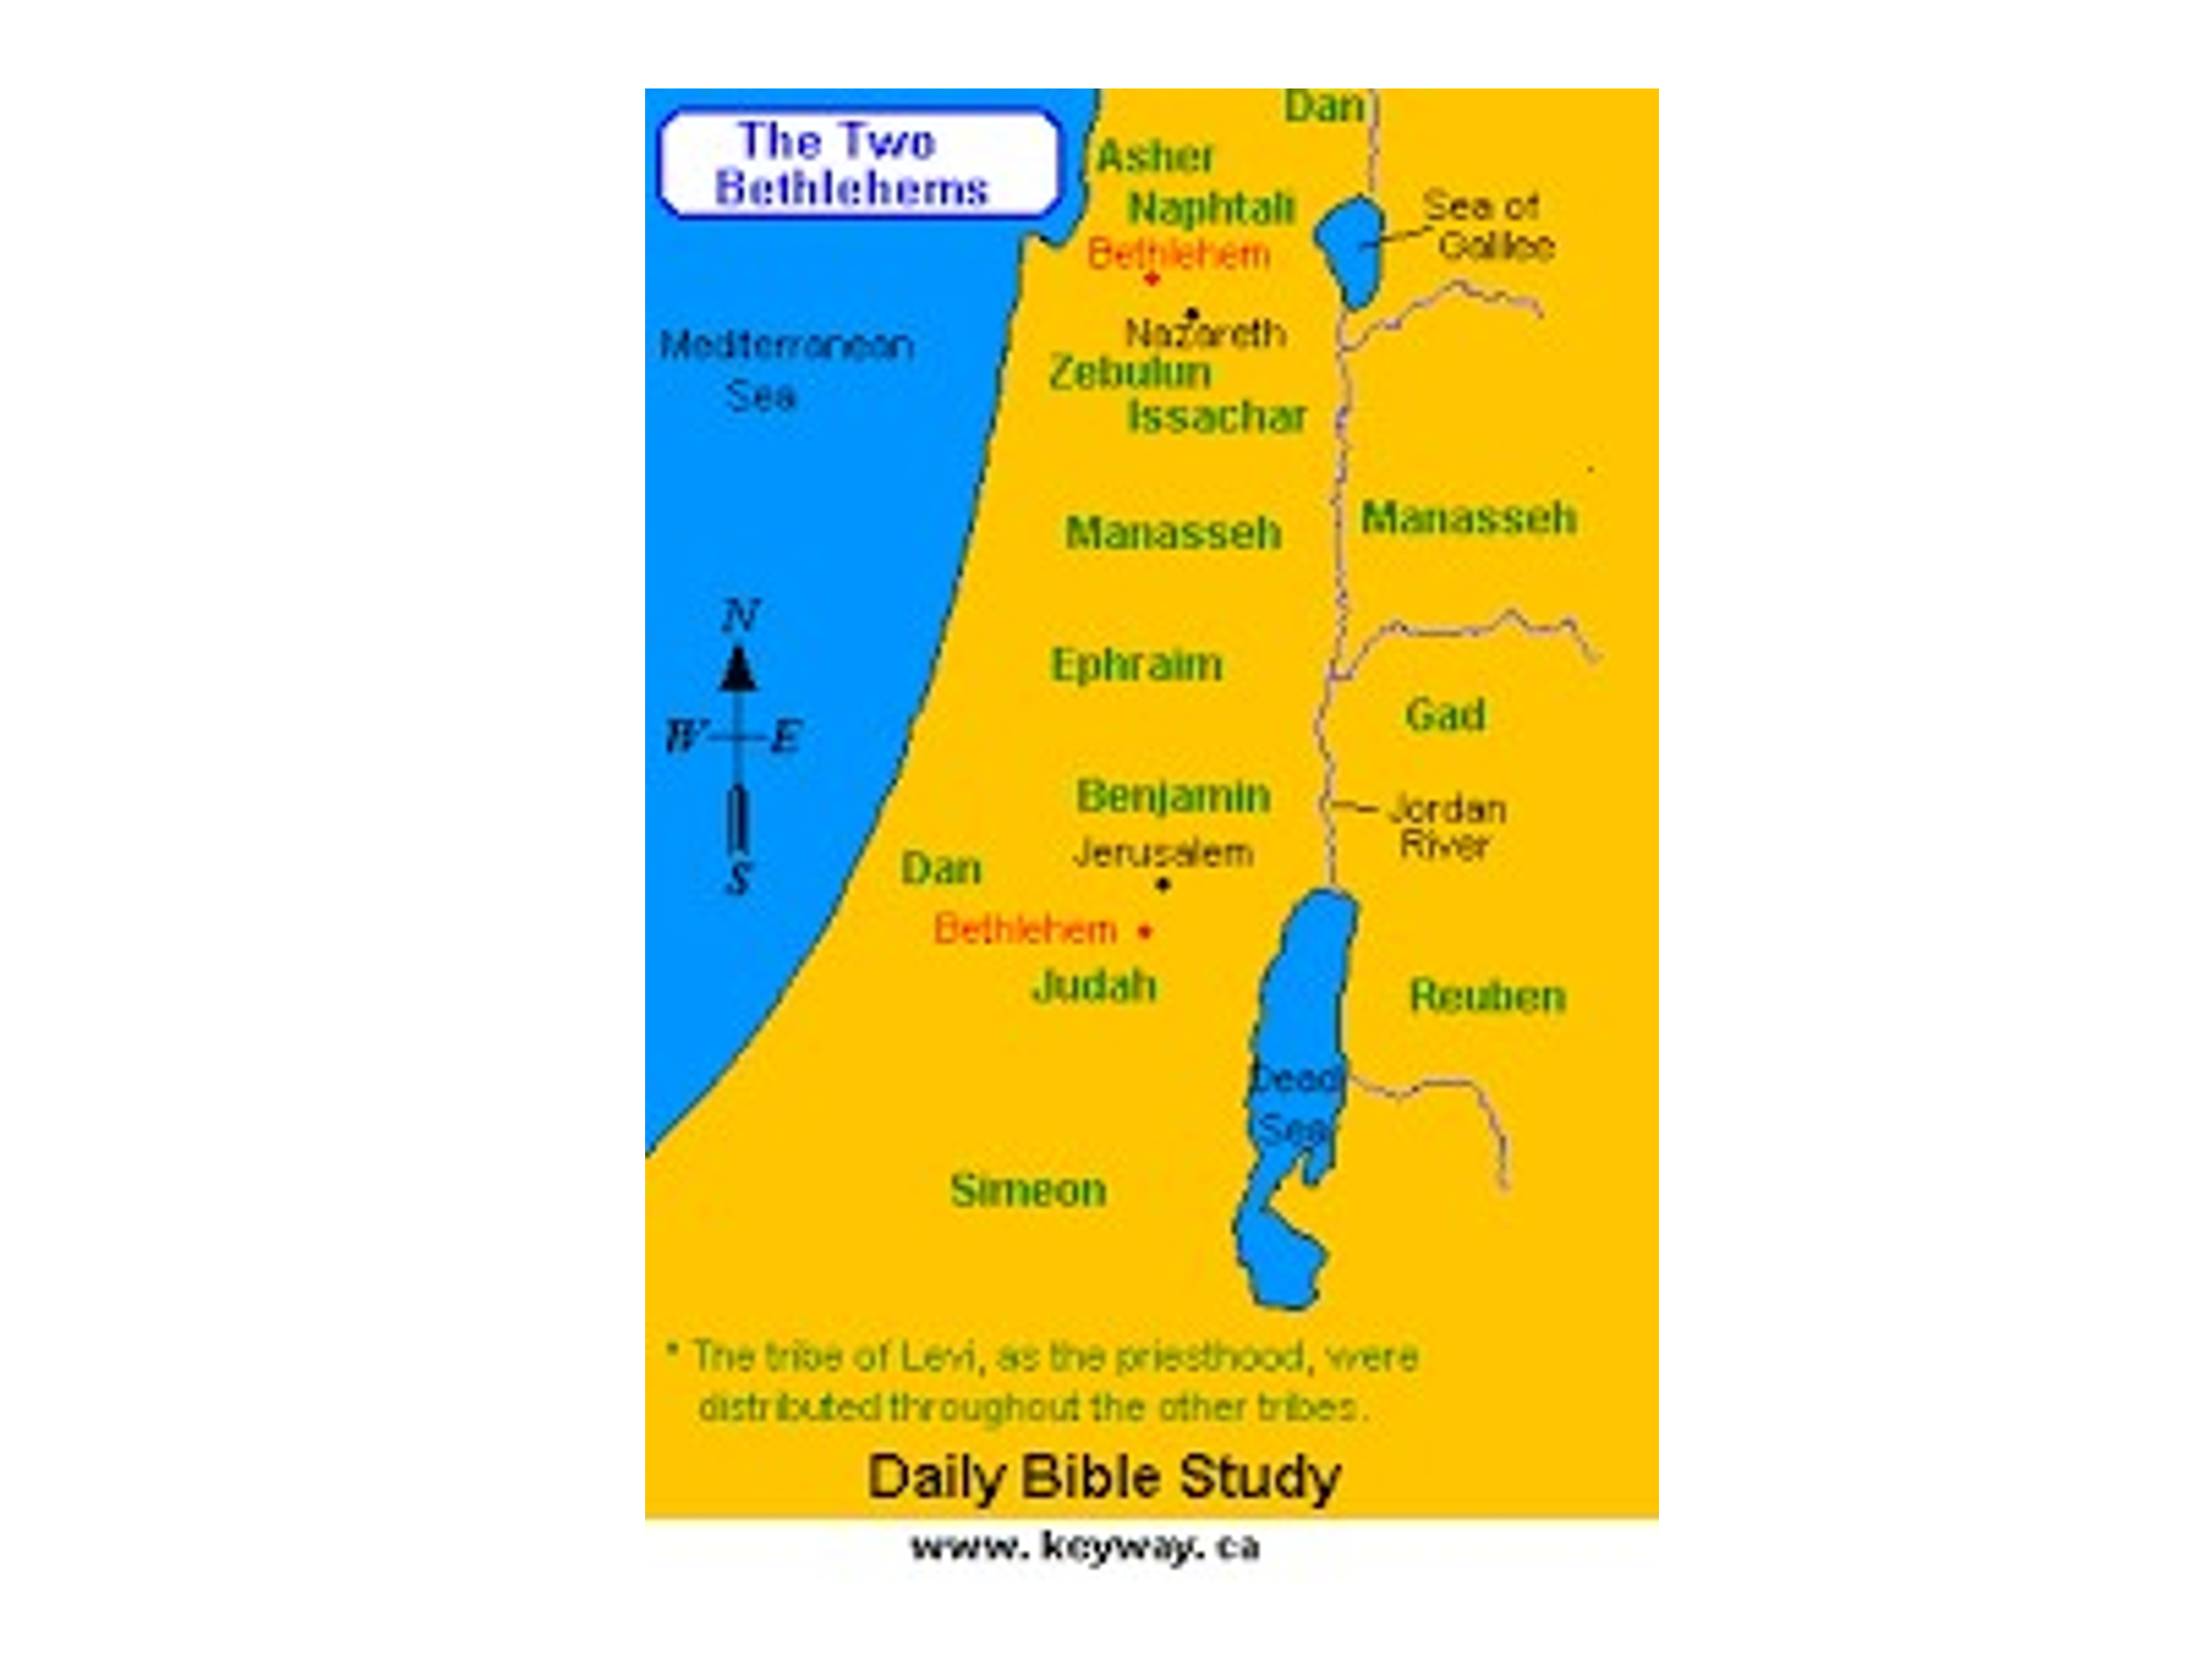 The Two
Bethlehems
Dan
Asher
Naphtali
Sea of
Galilee
Bethlehem
Nazareth
Mediterranean
Sea
Zebulun
Issachar
Manasseh
Manasseh
N
W E
S
Ephraim
Gad
Benjamin
Jordan
River
Jerusalem
Dan
Bethlehem
Judah
Reuben
Dead
Sea
Simeon
* The tribe of Levi, as the priesthood, were
distributed throughout the other tribes.
Daily Bible Study
www.keyway.ca